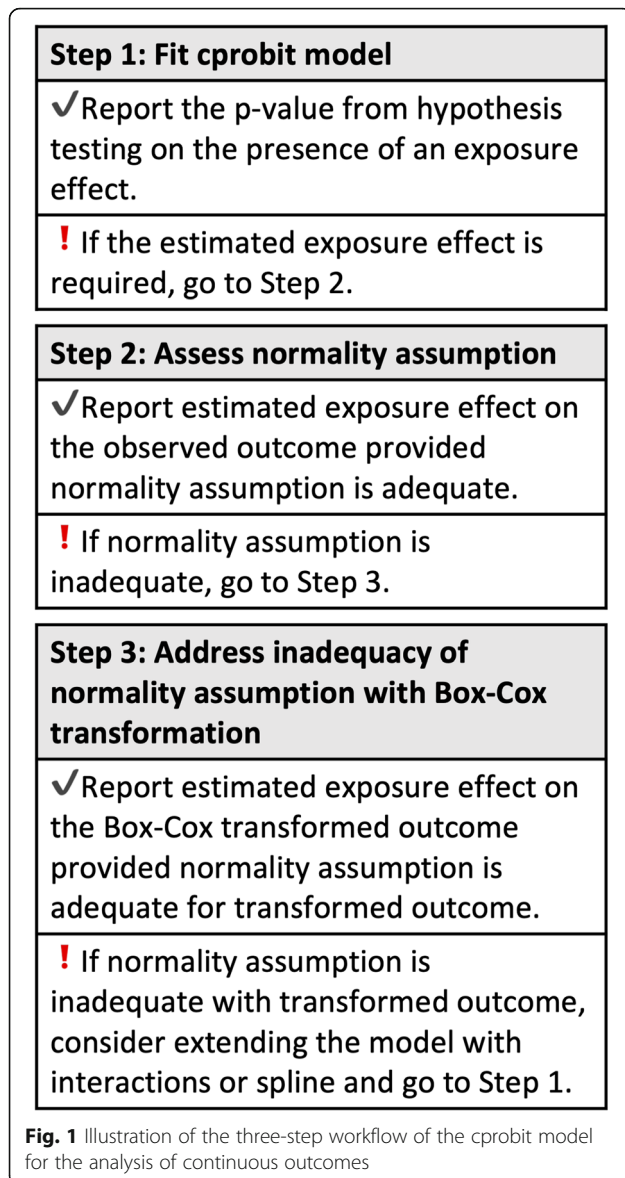 Step 1: Fit cprobit model
✓Report the p-value from hypothesis
testing on the presence of an exposure
effect.
! If the estimated exposure effect is
required, go to Step 2.
Step 2: Assess normality assumption
✓Report estimated exposure effect on
the observed outcome provided
normality assumption is adequate.
! If normality assumption is
inadequate, go to Step 3.
Step 3: Address inadequacy of
normality assumption with Box-Cox
transformation
✓Report estimated exposure effect on
the Box-Cox transformed outcome
provided normality assumption is
adequate for transformed outcome.
! If normality assumption is
inadequate with transformed outcome,
consider extending the model with
interactions or spline and go to Step 1.
Fig. 1 Illustration of the three-step workflow of the cprobit model
for the analysis of continuous outcomes